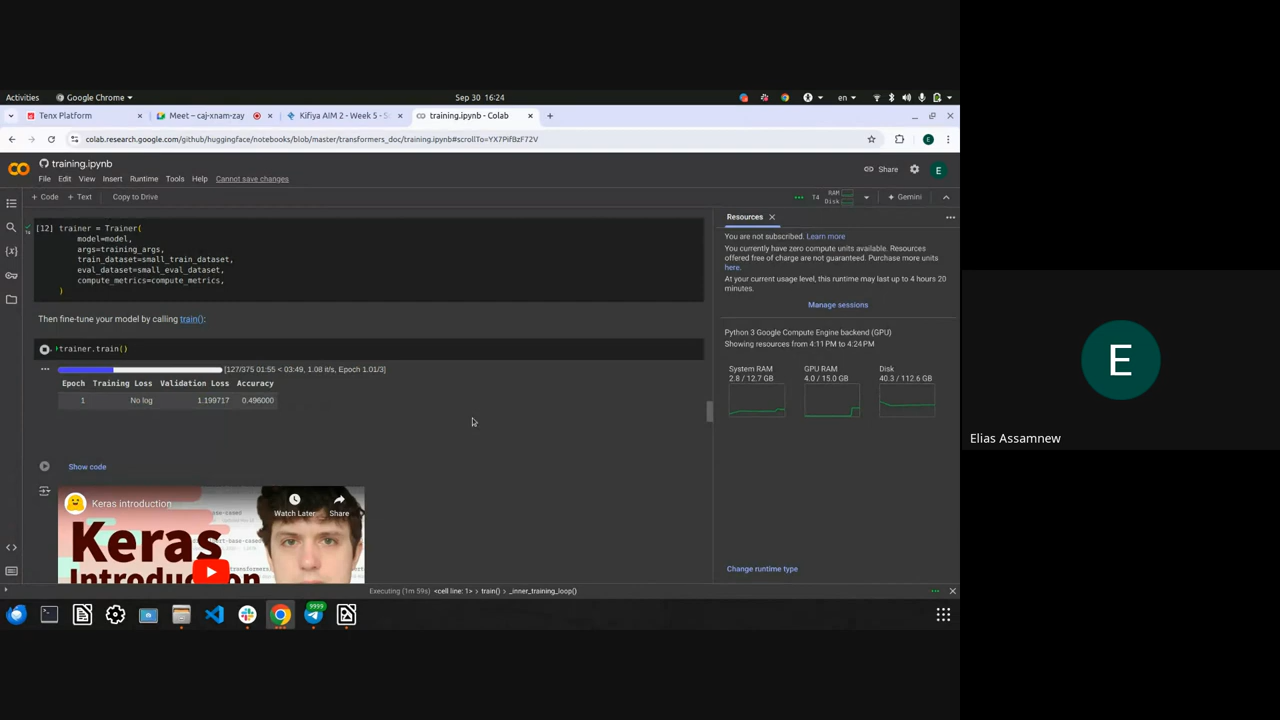 Activities
Google Chrome
Sep 30 16:24
en
Tenx Platform
Meet – caj-xnam-zay
Kifiya AIM 2 - Week 5 - S
training.ipynb - Colab
colab.research.google.com/github/huggingface/notebooks/blob/master/transformers_doc/training.ipynb#scrollTo=YX7PifBzF72V
training.ipynb
File Edit View Insert Runtime Tools Help Cannot save changes
Share
E
+ Code + Text Copy to Drive
T4
RAM
Disk
Gemini
[12] trainer = Trainer(
model=model,
args=training_args,
train_dataset=small_train_dataset,
eval_dataset=small_eval_dataset,
compute_metrics=compute_metrics,
)
Then fine-tune your model by calling train():
trainer.train()
[127/375 01:55 < 03:49, 1.08 it/s, Epoch 1.01/3]
Epoch Training Loss Validation Loss Accuracy
1 No log 1.199717 0.496000
Show code
Keras introduction
Watch Later
Share
Keras
Introduction
Resources
You are not subscribed. Learn more
You currently have zero compute units available. Resources
offered free of charge are not guaranteed. Purchase more units
here.
At your current usage level, this runtime may last up to 4 hours 20
minutes.
Manage sessions
Python 3 Google Compute Engine backend (GPU)
Showing resources from 4:11 PM to 4:24 PM
System RAM
2.8 / 12.7 GB
GPU RAM
4.0 / 15.0 GB
Disk
40.3 / 112.6 GB
Change runtime type
Executing (1m 59s) <cell line: 1> train() _inner_training_loop()
9999
E
Elias Assamnew